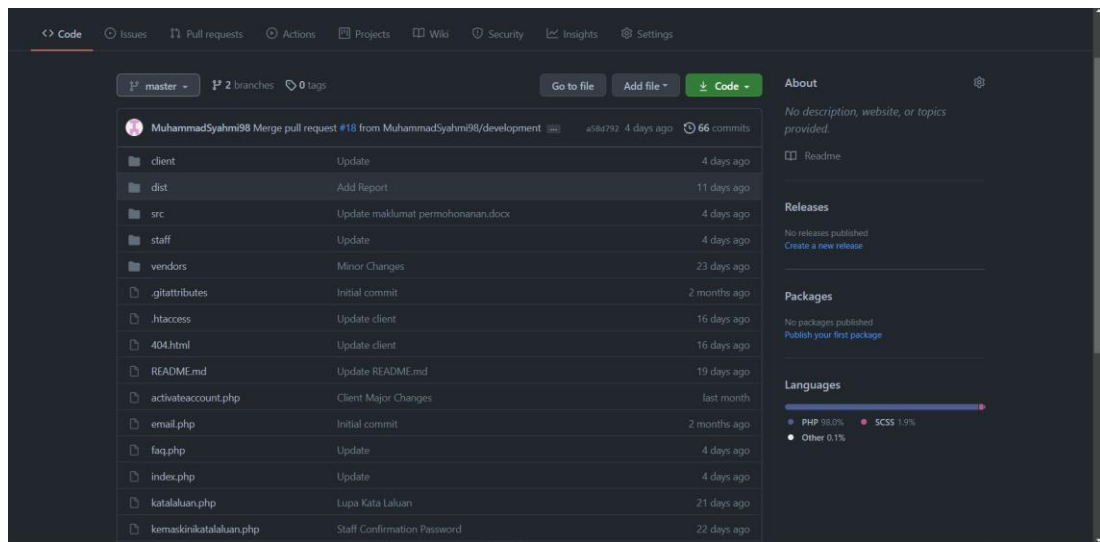 <> Code Issues Pull requests Actions Projects Wiki Security Insights Settings
master 2 branches 0 tags Go to file Add file Code
MuhammadSyahmi98 Merge pull request #18 from MuhammadSyahmi98/development ... a58d792 4 days ago 66 commits
client Update 4 days ago
dist Add Report 11 days ago
src Update maklumat permohonanan.docx 4 days ago
staff Update 4 days ago
vendors Minor Changes 23 days ago
.gitattributes Initial commit 2 months ago
.htaccess Update client 16 days ago
404.html Update client 16 days ago
README.md Update README.md 19 days ago
activateaccount.php Client Major Changes last month
email.php Initial commit 2 months ago
faq.php Update 4 days ago
index.php Update 4 days ago
katalaluan.php Lupa Kata Laluan 21 days ago
kemaskinikatalaluan.php Staff Confirmation Password 22 days ago
About
No description, website, or topics
provided.
Readme
Releases
No releases published
Create a new release
Packages
No packages published
Publish your first package
Languages
PHP 98.0% SCSS 1.9%
Other 0.1%